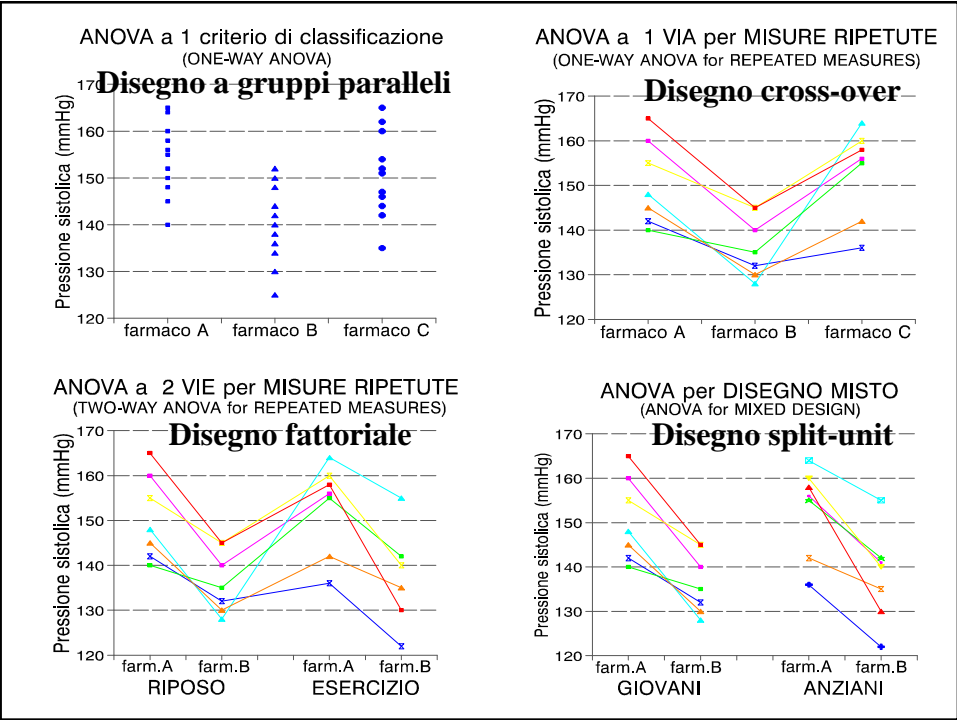 ANOVA a 1 criterio di classificazione
(ONE-WAY ANOVA)
Disegno a gruppi paralleli
Pressione sistolica (mmHg)
170
160
150
140
130
120
farmaco A farmaco B farmaco C
ANOVA a 1 VIA per MISURE RIPETUTE
(ONE-WAY ANOVA for REPEATED MEASURES)
Disegno cross-over
Pressione sistolica (mmHg)
170
160
150
140
130
120
farmaco A farmaco B farmaco C
ANOVA a 2 VIE per MISURE RIPETUTE
(TWO-WAY ANOVA for REPEATED MEASURES)
Disegno fattoriale
Pressione sistolica (mmHg)
170
160
150
140
130
120
farm.A farm.B farm.A farm.B
RIPOSO ESERCIZIO
ANOVA per DISEGNO MISTO
(ANOVA for MIXED DESIGN)
Disegno split-unit
Pressione sistolica (mmHg)
170
160
150
140
130
120
farm.A farm.B farm.A farm.B
GIOVANI ANZIANI